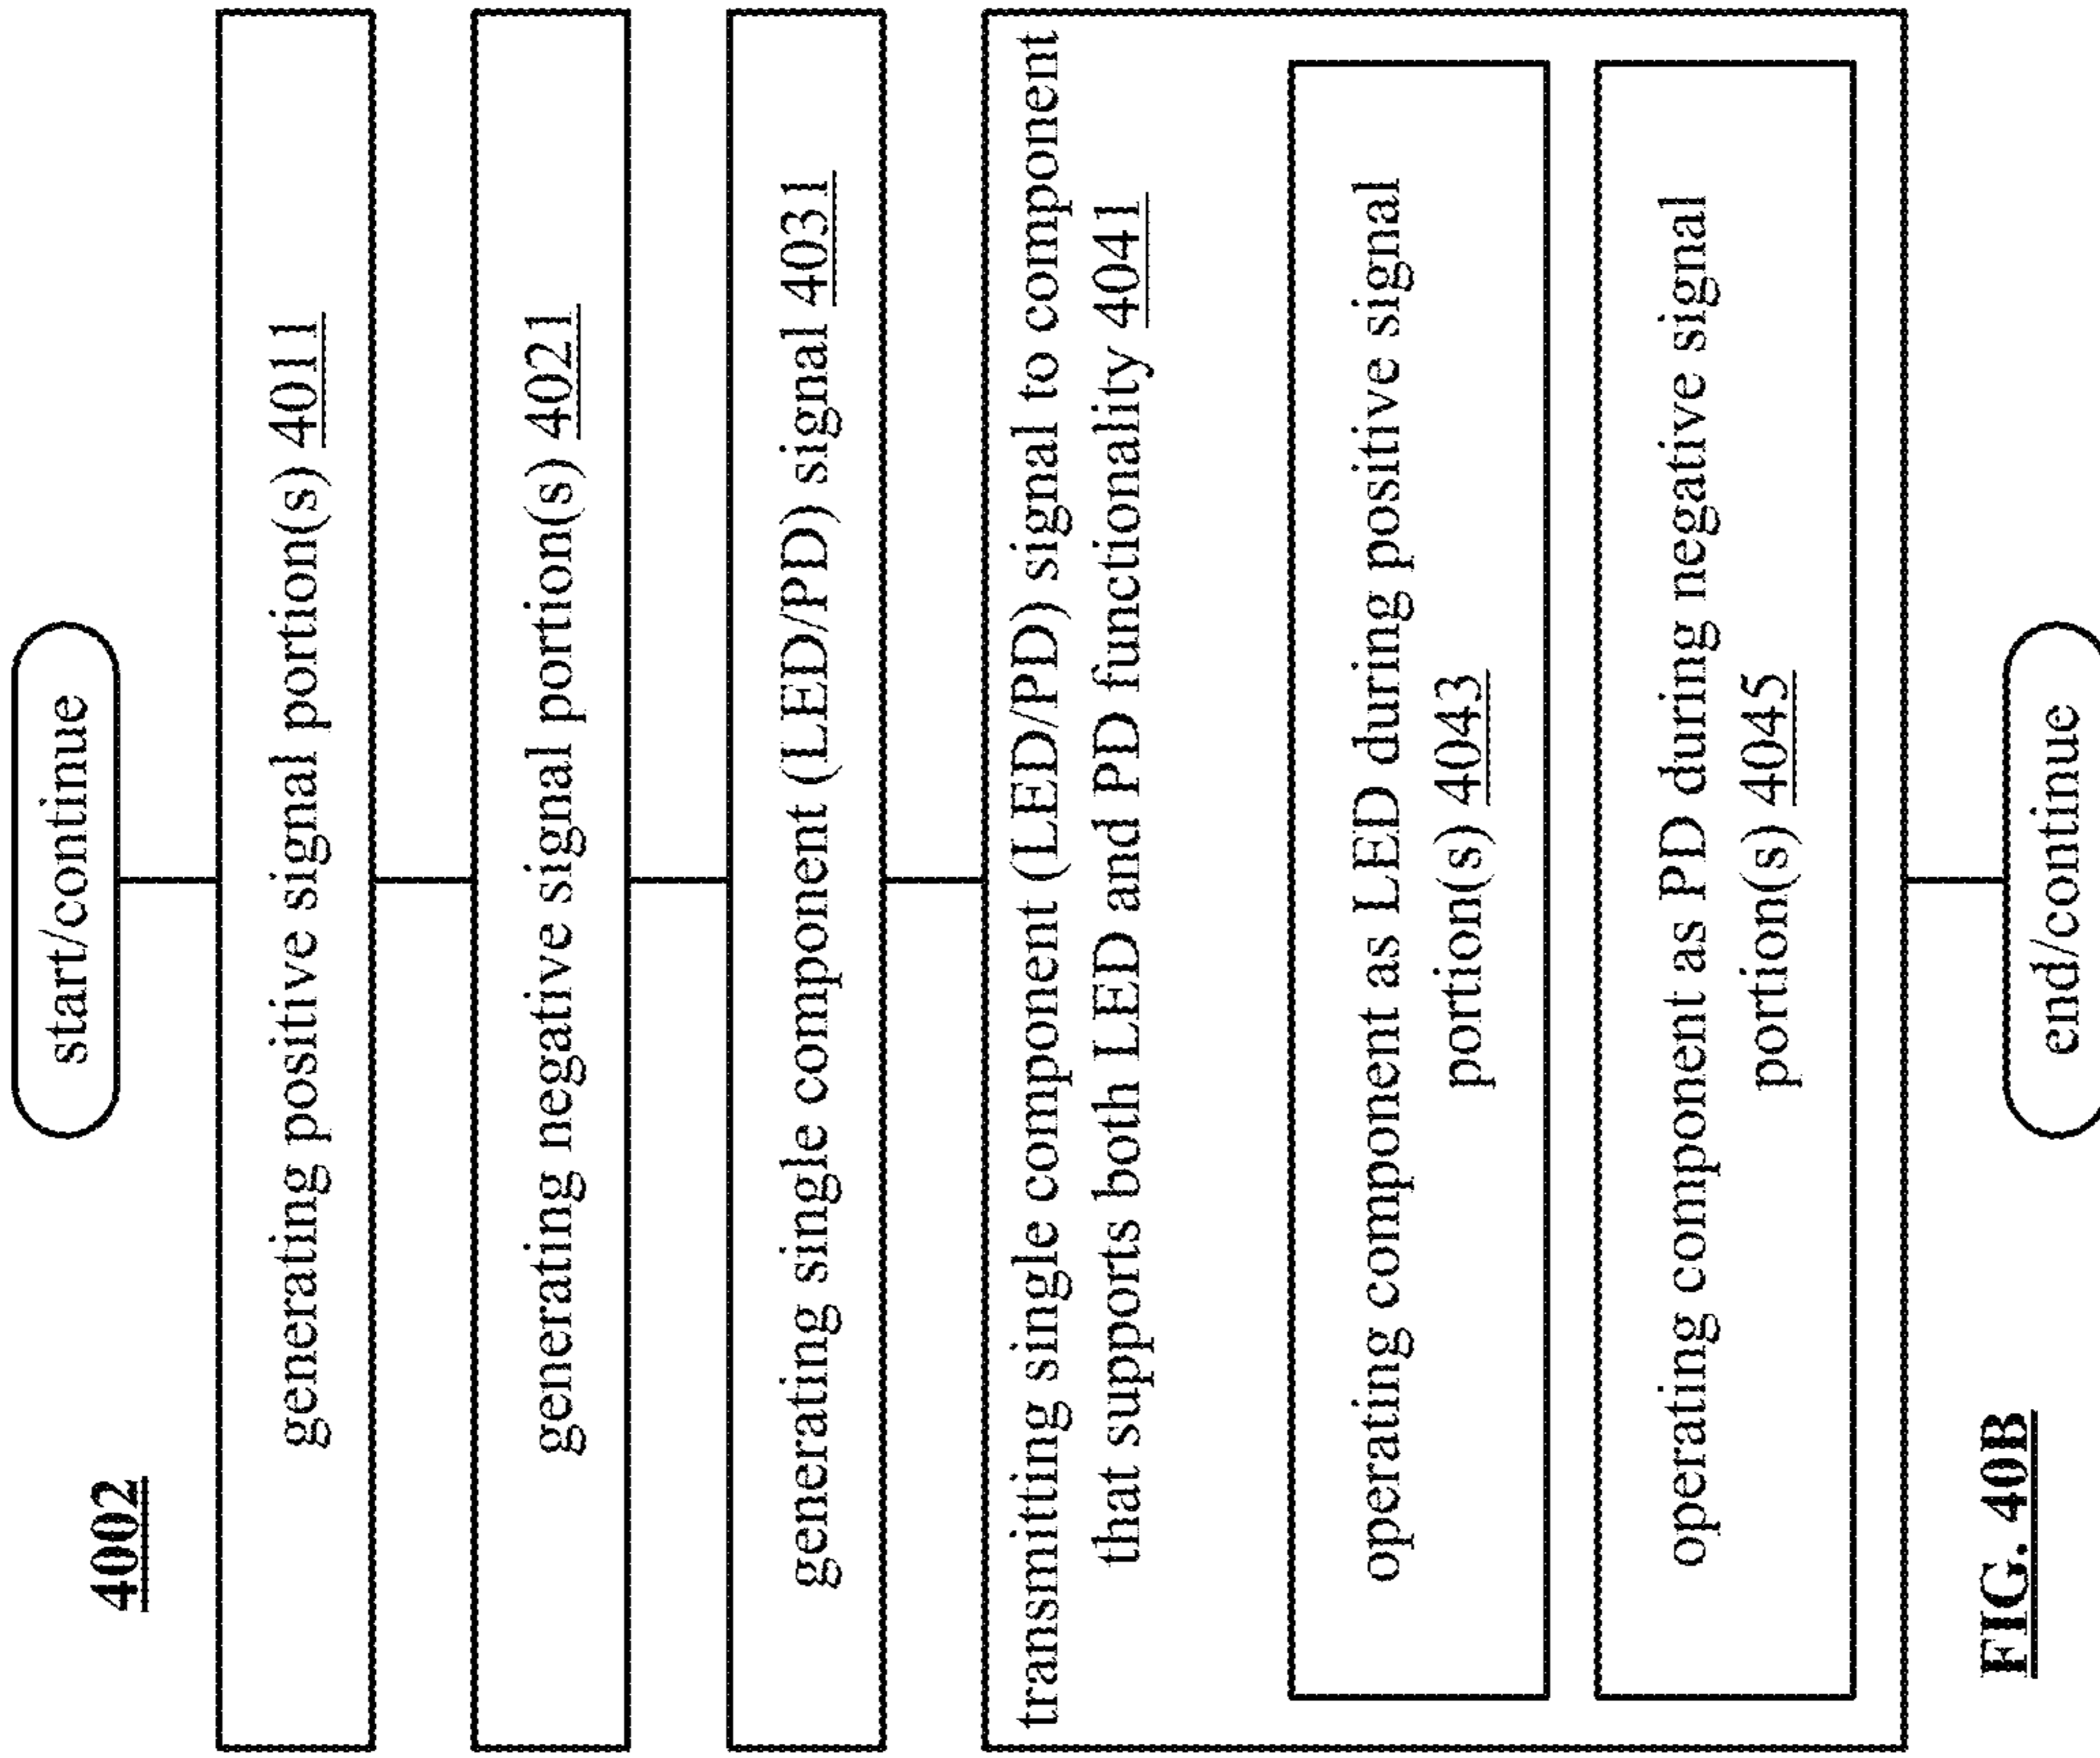 start/continue
4002
generating positive signal portion(s) 4011
generating negative signal portion(s) 4021
generating single component (LED/PD) signal 4031
transmitting single component (LED/PD) signal to component
that supports both LED and PD functionality 4041
operating component as LED during positive signal
portion(s) 4043
operating component as PD during negative signal
portion(s) 4045
end/continue
FIG. 40B